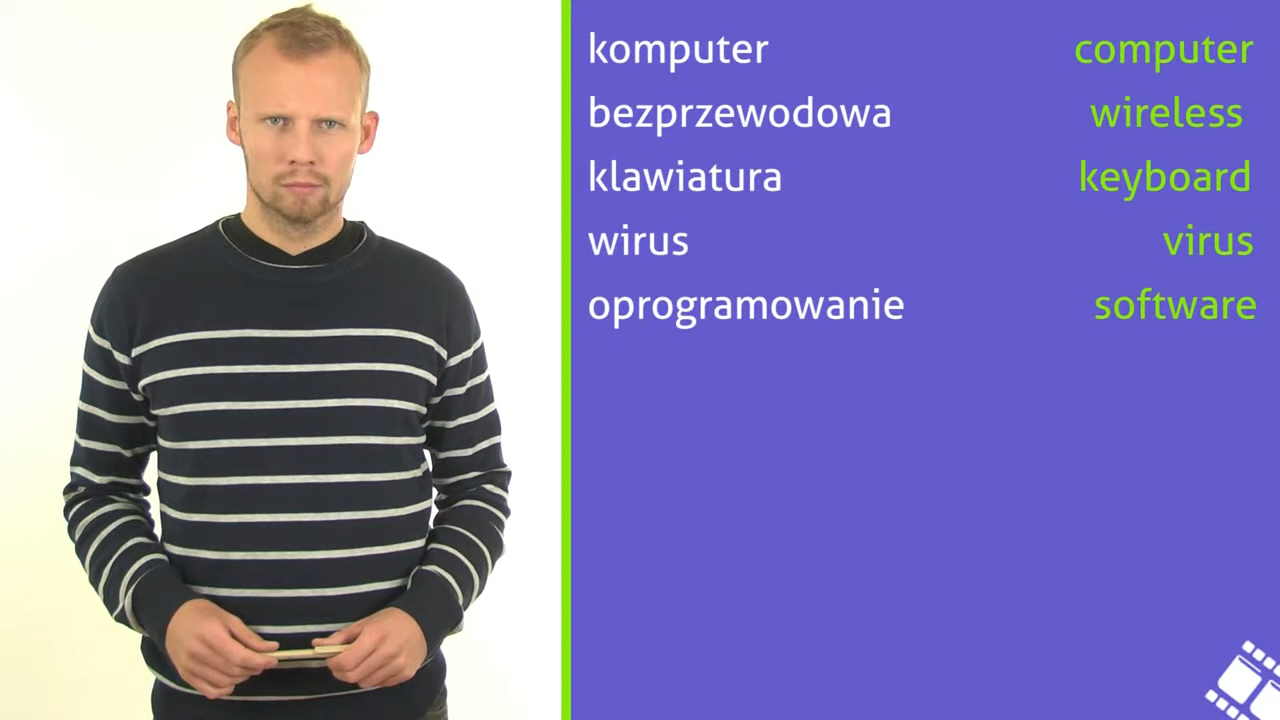 komputer computer
bezprzewodowa wireless
klawiatura keyboard
wirus virus
oprogramowanie software